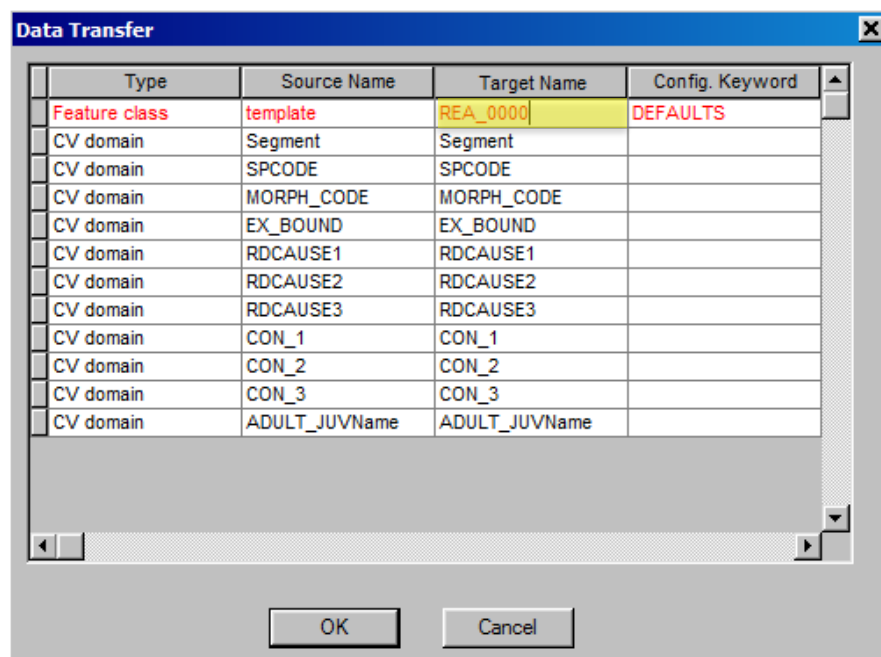 Data Transfer
Type Source Name Target Name Config. Keyword
Feature class template REA_0000 DEFAULTS
CV domain Segment Segment
CV domain SPCODE SPCODE
CV domain MORPH_CODE MORPH_CODE
CV domain EX_BOUND EX_BOUND
CV domain RDCAUSE1 RDCAUSE1
CV domain RDCAUSE2 RDCAUSE2
CV domain RDCAUSE3 RDCAUSE3
CV domain CON_1 CON_1
CV domain CON_2 CON_2
CV domain CON_3 CON_3
CV domain ADULT_JUVName ADULT_JUVName
OK Cancel